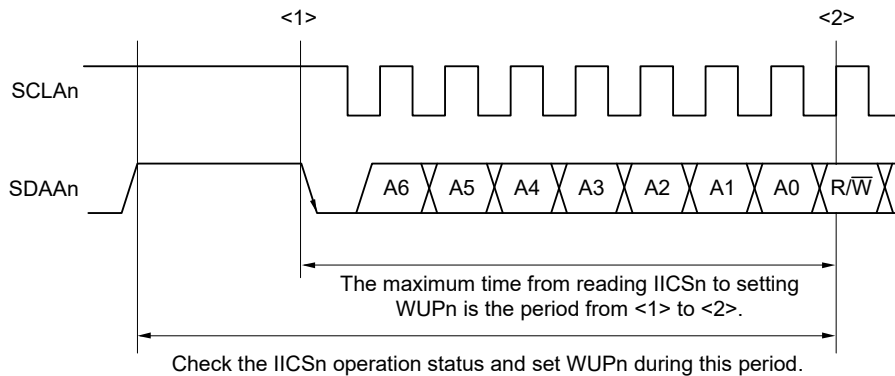 <1> <2>
SCLAn
SDAAn A6 A5 A4 A3 A2 A1 A0 R/W̅
The maximum time from reading IICSn to setting
WUPn is the period from <1> to <2>.
Check the IICSn operation status and set WUPn during this period.